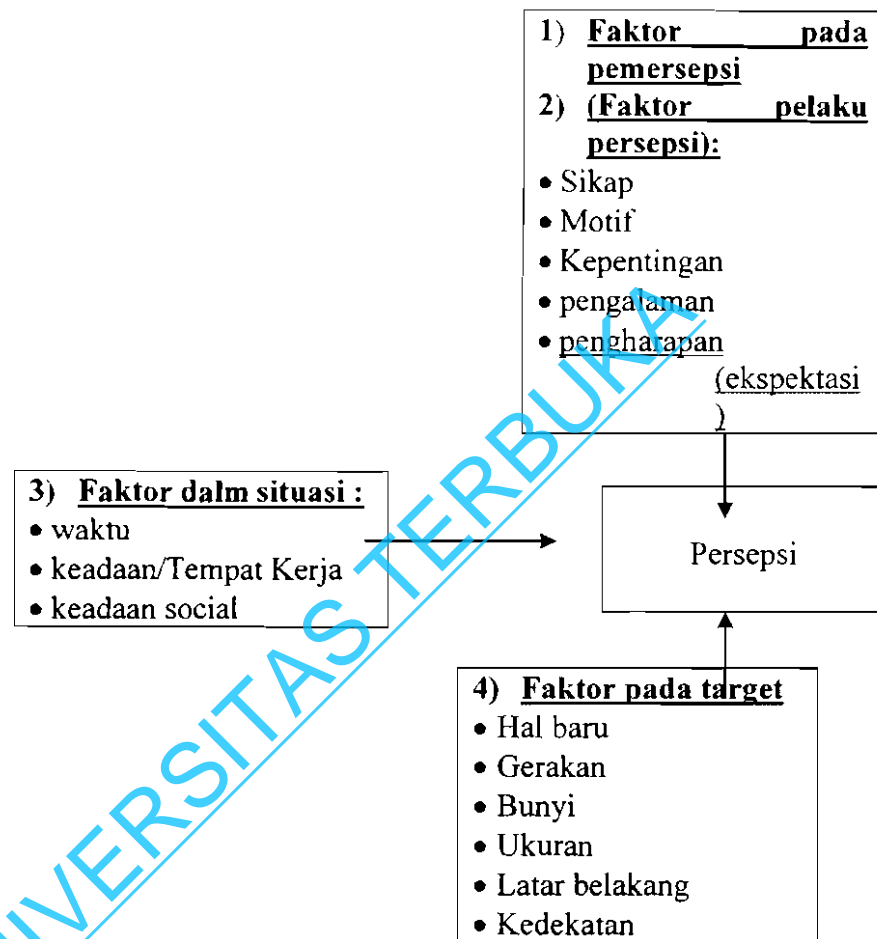 1) Faktor pada
pemersepsi
2) (Faktor pelaku
persepsi):
• Sikap
• Motif
• Kepentingan
• pengalaman
• pengharapan
(ekspektasi
)
3) Faktor dalm situasi :
• waktu
• keadaan/Tempat Kerja
• keadaan social
Persepsi
4) Faktor pada target
• Hal baru
• Gerakan
• Bunyi
• Ukuran
• Latar belakang
• Kedekatan
IVERSITAS TERBUKA